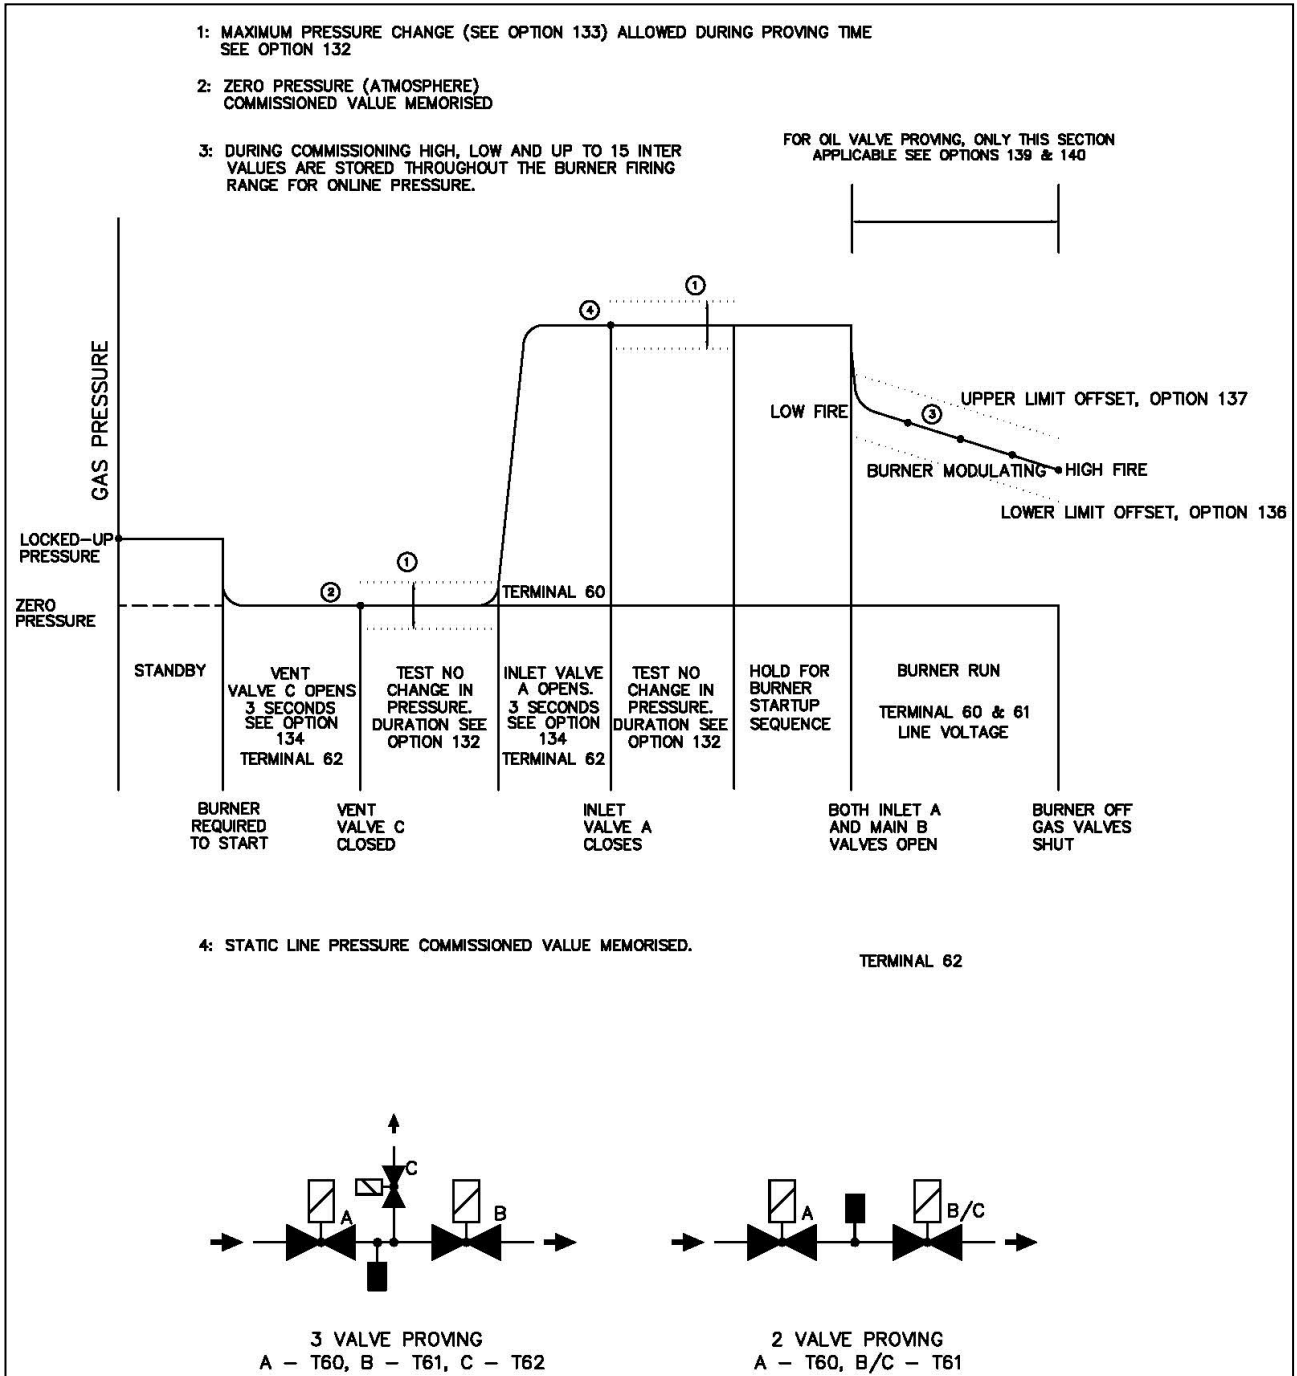 1: MAXIMUM PRESSURE CHANGE (SEE OPTION 133) ALLOWED DURING PROVING TIME
SEE OPTION 132
2: ZERO PRESSURE (ATMOSPHERE)
COMMISSIONED VALUE MEMORISED
3: DURING COMMISSIONING HIGH, LOW AND UP TO 15 INTER
VALUES ARE STORED THROUGHOUT THE BURNER FIRING
RANGE FOR ONLINE PRESSURE.
FOR OIL VALVE PROVING, ONLY THIS SECTION
APPLICABLE SEE OPTIONS 139 & 140
GAS PRESSURE
1
4
LOW FIRE
3
UPPER LIMIT OFFSET, OPTION 137
BURNER MODULATING
HIGH FIRE
LOWER LIMIT OFFSET, OPTION 136
LOCKED-UP
PRESSURE
ZERO
PRESSURE
2
1
TERMINAL 60
STANDBY
VENT
VALVE C OPENS
3 SECONDS
SEE OPTION
134
TERMINAL 62
TEST NO
CHANGE IN
PRESSURE.
DURATION SEE
OPTION 132
INLET VALVE
A OPENS.
3 SECONDS
SEE OPTION
134
TERMINAL 62
TEST NO
CHANGE IN
PRESSURE.
DURATION SEE
OPTION 132
HOLD FOR
BURNER
STARTUP
SEQUENCE
BURNER RUN
TERMINAL 60 & 61
LINE VOLTAGE
BURNER
REQUIRED
TO START
VENT
VALVE C
CLOSED
INLET
VALVE A
CLOSES
BOTH INLET A
AND MAIN B
VALVES OPEN
BURNER OFF
GAS VALVES
SHUT
4: STATIC LINE PRESSURE COMMISSIONED VALUE MEMORISED.
TERMINAL 62
C
A
B
A
B/C
3 VALVE PROVING
A - T60, B - T61, C - T62
2 VALVE PROVING
A - T60, B/C - T61